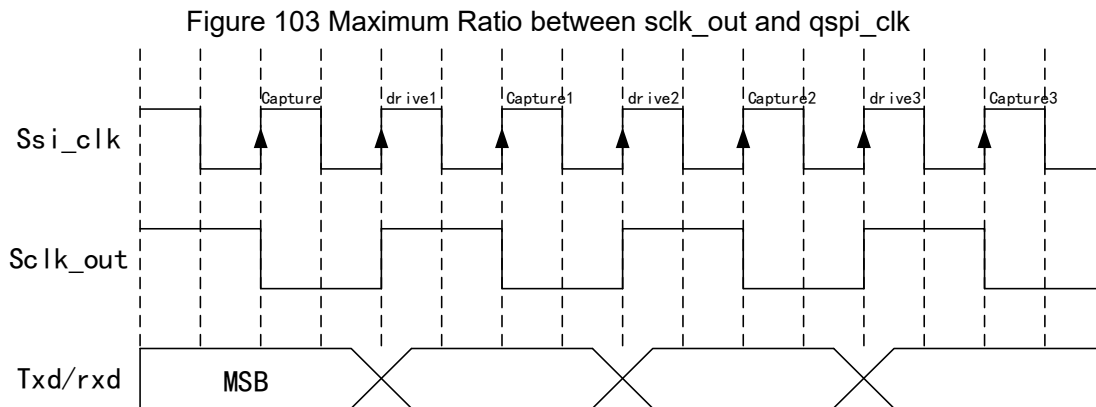 Figure 103 Maximum Ratio between sclk_out and qspi_clk
Capture drive1 Capture1 drive2 Capture2 drive3 Capture3
Ssi_clk
Sclk_out
Txd/rxd MSB